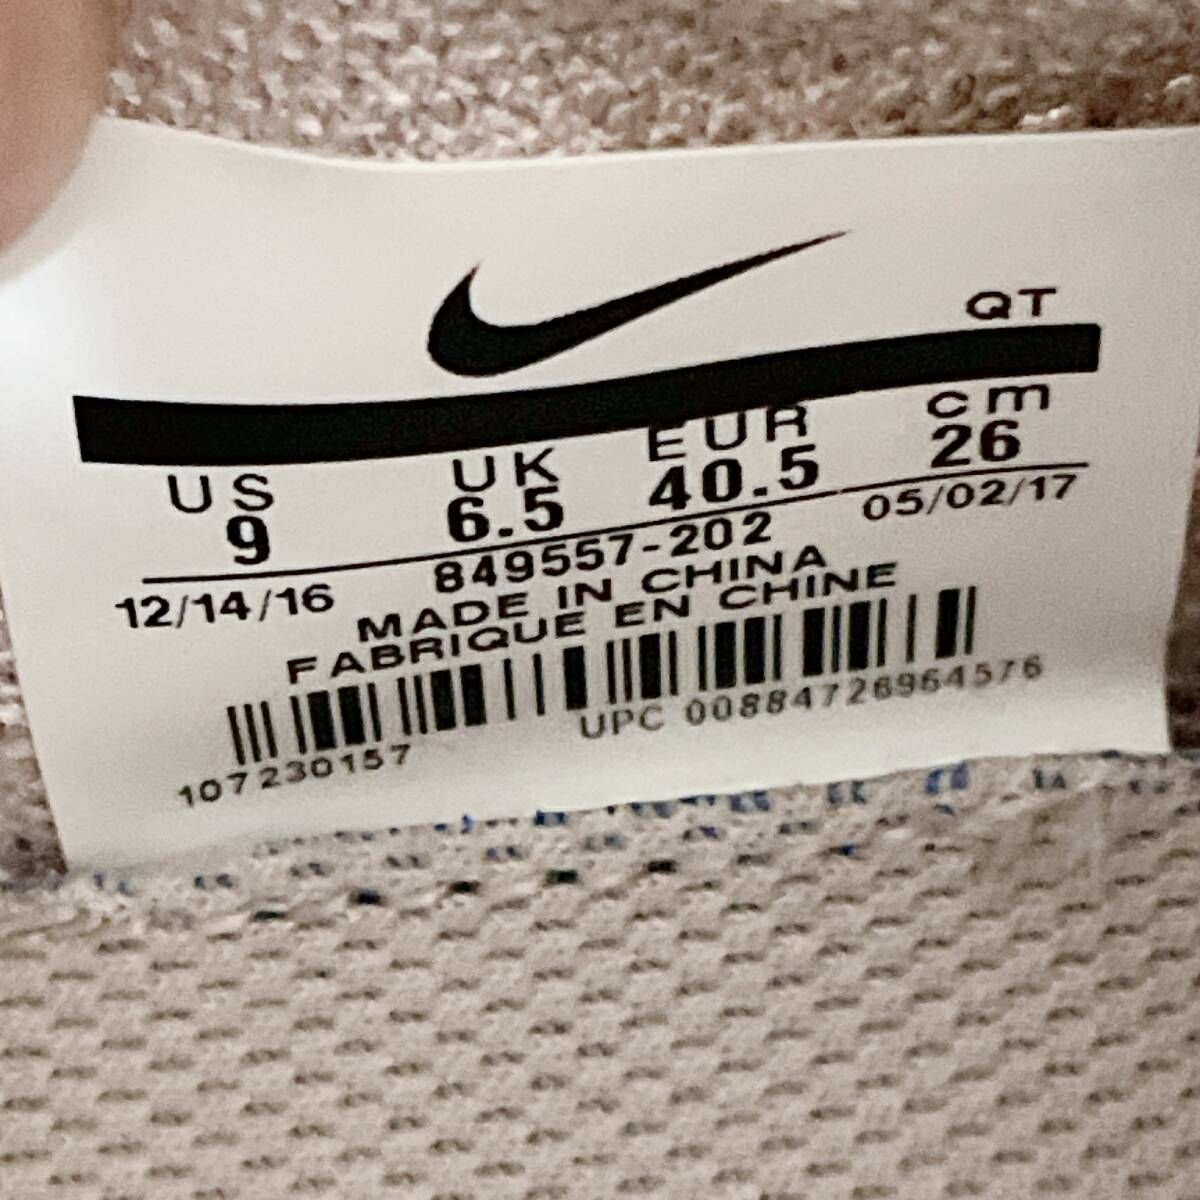 QT
US UK EUR cm
9 6.5 40.5 26
12/14/16 849557-202 05/02/17
MADE IN CHINA
FABRIQUE EN CHINE
107230157 UPC 00884726964576